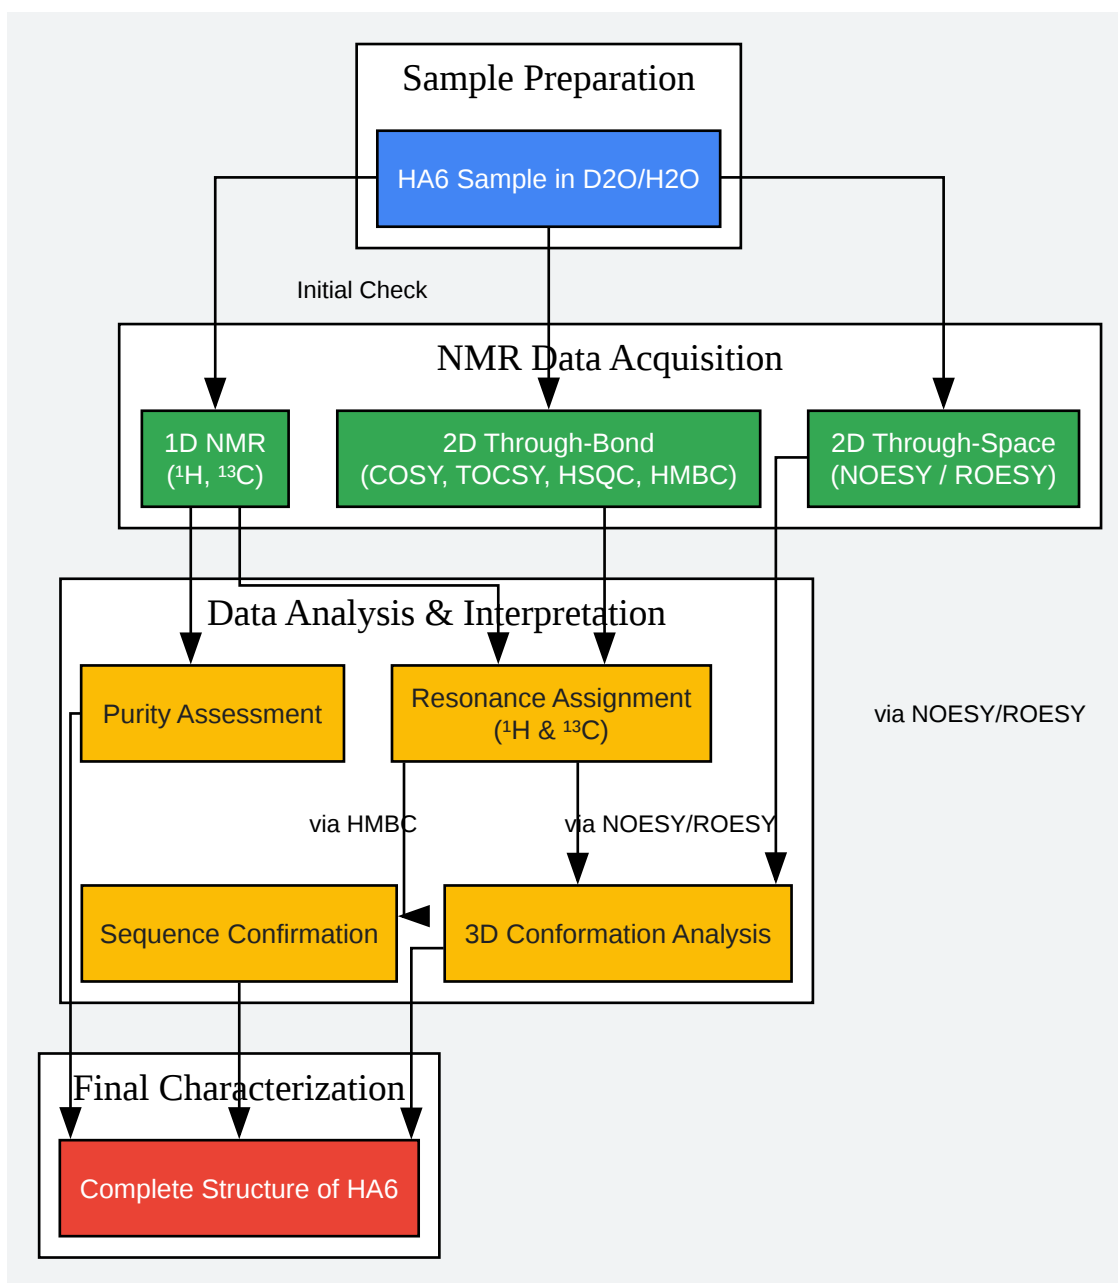 Sample Preparation
HA6 Sample in D2O/H2O
Initial Check
NMR Data Acquisition
1D NMR
(¹H, ¹³C)
2D Through-Bond
(COSY, TOCSY, HSQC, HMBC)
2D Through-Space
(NOESY / ROESY)
Data Analysis & Interpretation
Purity Assessment
Resonance Assignment
(¹H & ¹³C)
via NOESY/ROESY
via HMBC
via NOESY/ROESY
Sequence Confirmation
3D Conformation Analysis
Final Characterization
Complete Structure of HA6